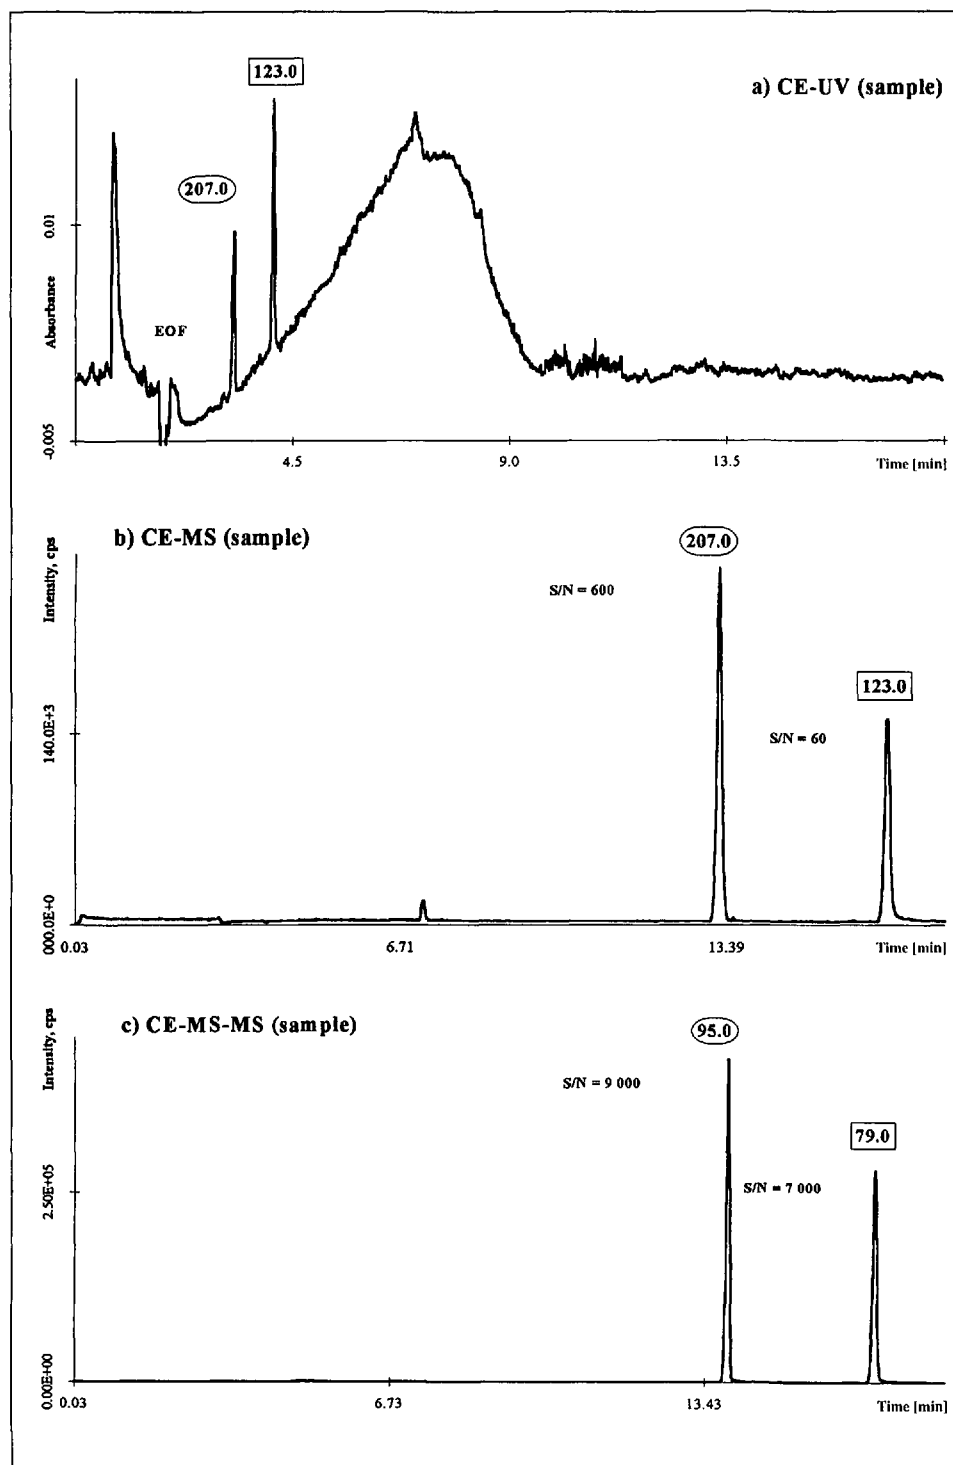 123.0
a) CE-UV (sample)
207.0
0.01
Absorbance
EOF
-0.005
4.5
9.0
13.5
Time [min]
b) CE-MS (sample)
207.0
Intensity, cps
S/N = 600
123.0
140.0E+3
S/N = 60
000.0E+0
0.03
6.71
13.39
Time [min]
c) CE-MS-MS (sample)
95.0
Intensity, cps
S/N = 9 000
79.0
2.50E+05
S/N = 7 000
0.00E+00
0.03
6.73
13.43
Time [min]